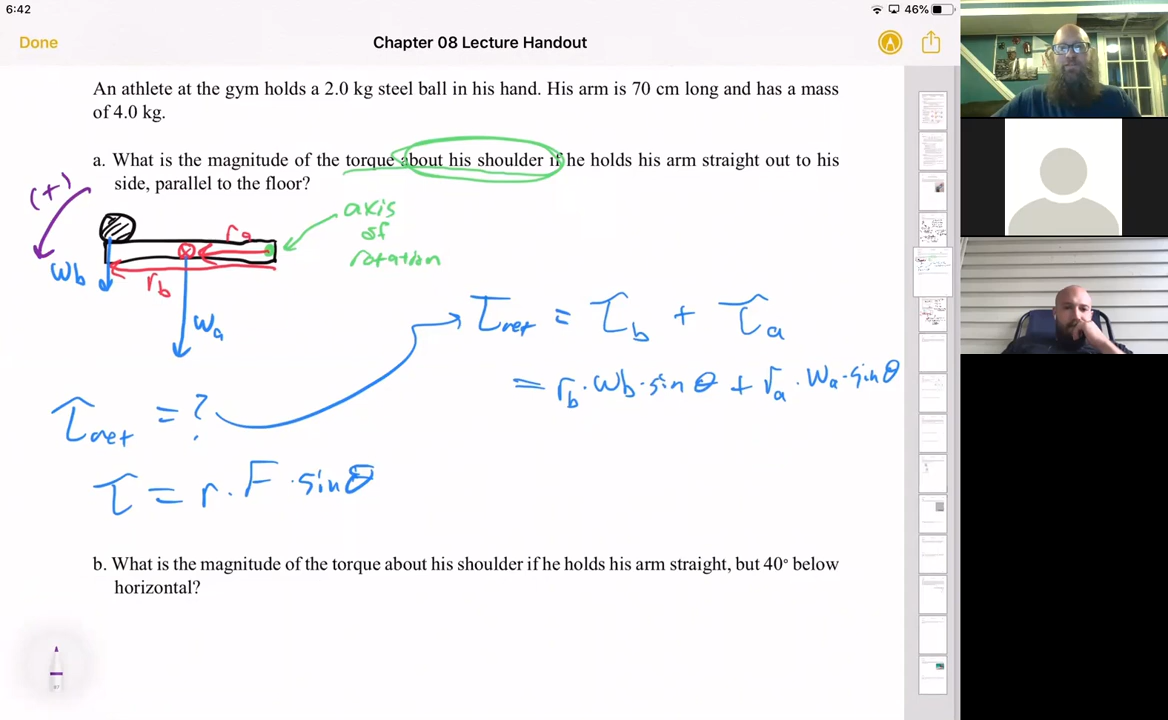 6:42
46%
Done
Chapter 08 Lecture Handout
An athlete at the gym holds a 2.0 kg steel ball in his hand. His arm is 70 cm long and has a mass
of 4.0 kg.
a. What is the magnitude of the torque about his shoulder if he holds his arm straight out to his
side, parallel to the floor?
(+)
axis
of
rotation
ra
rb
Wb
Wa
τnet = τb + τa
= rb · Wb · sin θ + ra · Wa · sin θ
τnet = ?
τ = r · F · sin θ
b. What is the magnitude of the torque about his shoulder if he holds his arm straight, but 40° below
horizontal?